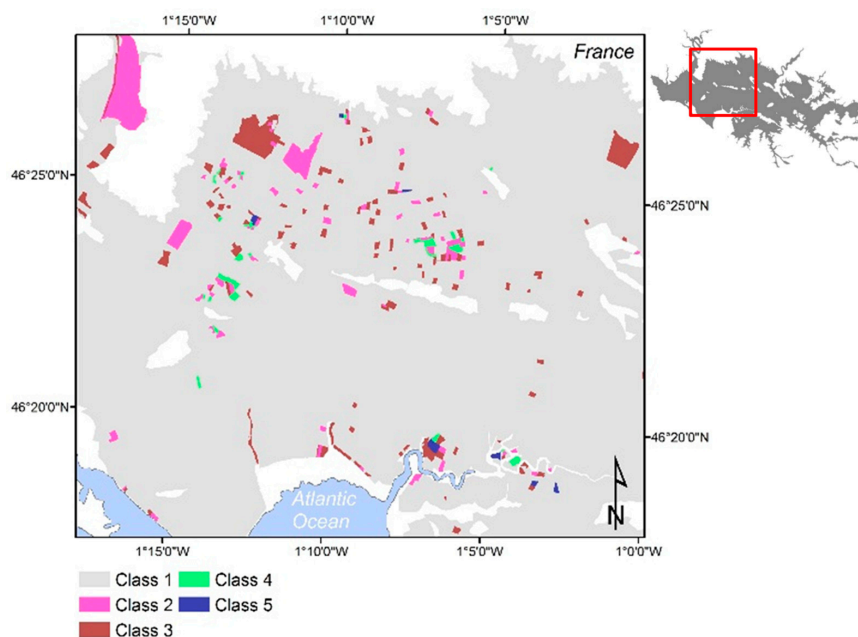 1°15'0"W 1°10'0"W 1°5'0"W
France
46°25'0"N
46°25'0"N
46°20'0"N
46°20'0"N
Atlantic
Ocean
N
1°15'0"W 1°10'0"W 1°5'0"W 1°0'0"W
Class 1 Class 4
Class 2 Class 5
Class 3